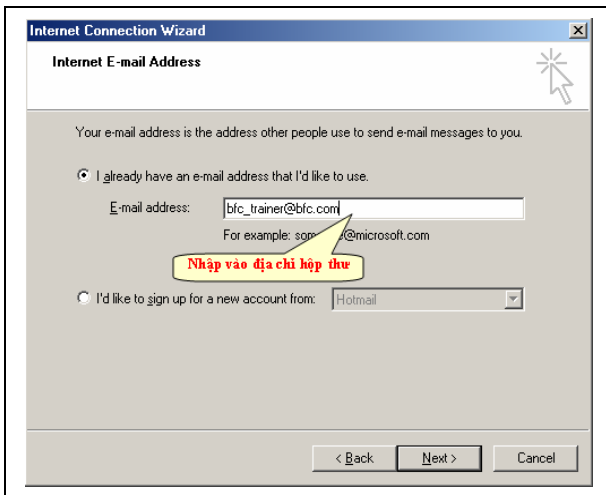 Internet Connection Wizard
Internet E-mail Address
Your e-mail address is the address other people use to send e-mail messages to you.
I already have an e-mail address that I'd like to use.
E-mail address: bfc_trainer@bfc.com
For example: @microsoft.com
Nhập vào địa chỉ hộp thư
I'd like to sign up for a new account from: Hotmail
< Back Next > Cancel